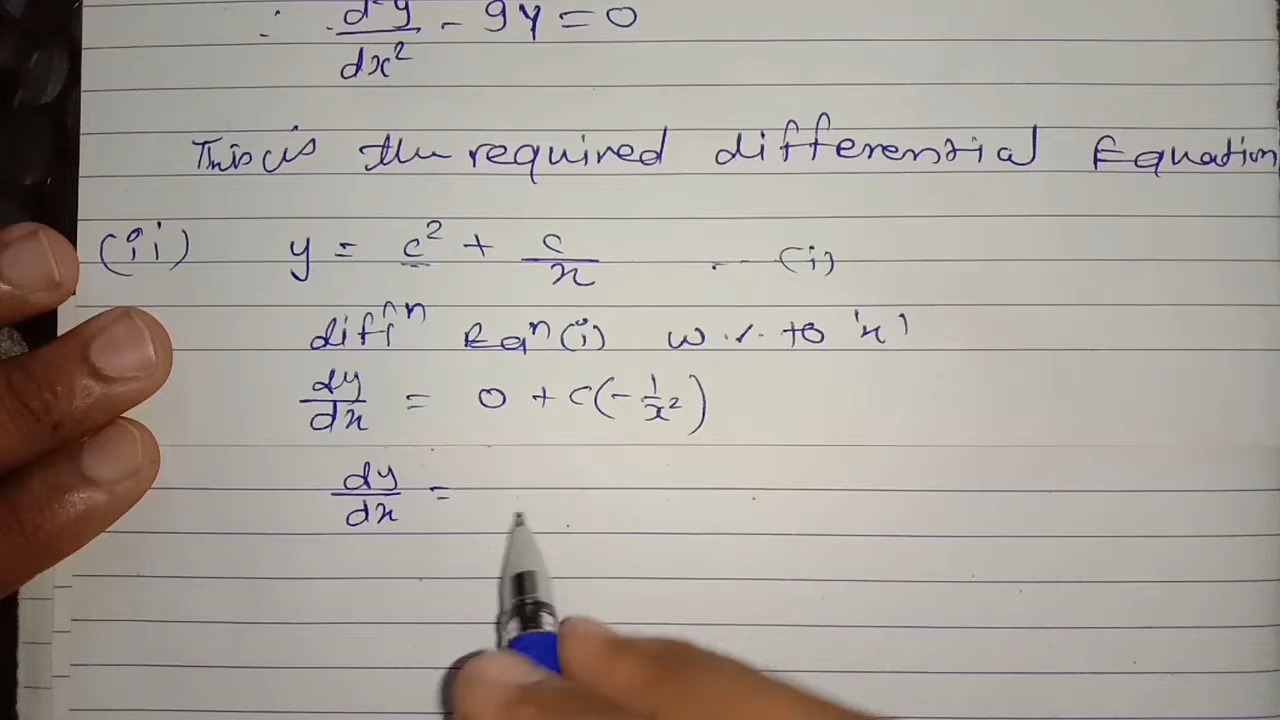 ∴ d²y/dx² - 9y = 0
This is the required differential Equation
(ii) y = c² + c/x ... (i)
diffⁿ Eqⁿ (i) w.r. to 'x'
dy/dx = 0 + c(-1/x²)
dy/dx =